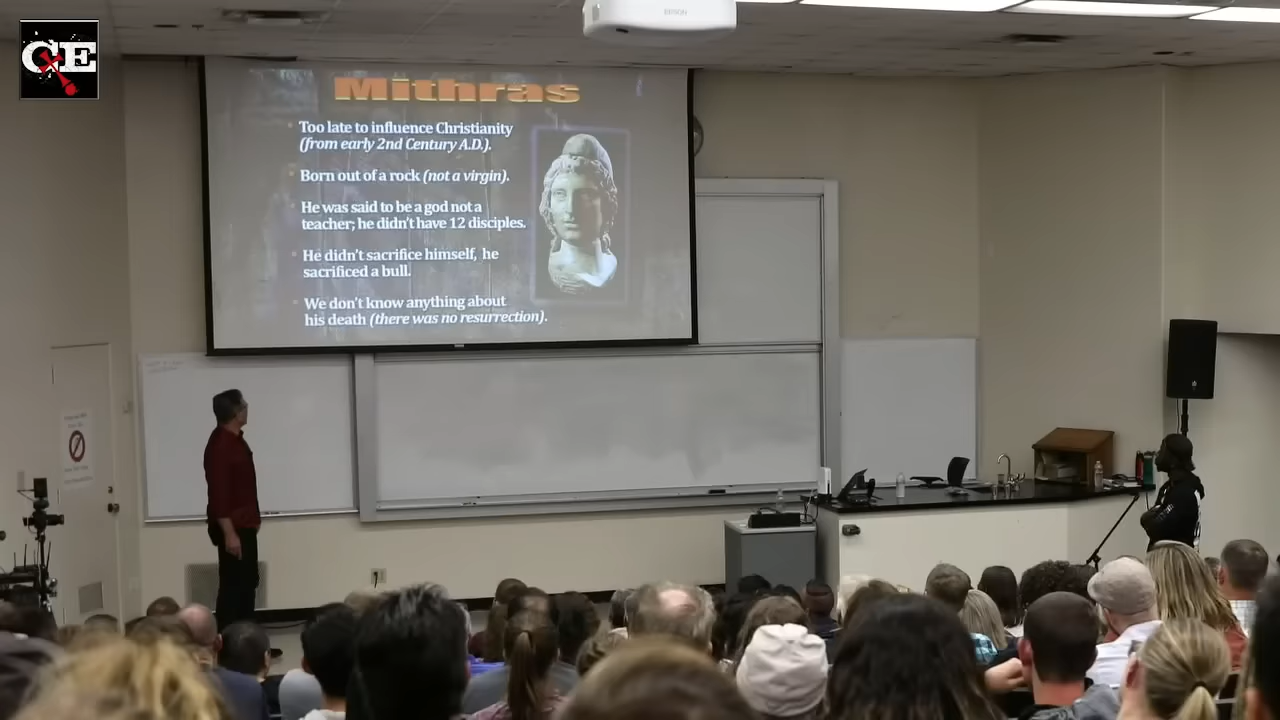 CE
EPSON
Mithras
Too late to influence Christianity
(from early 2nd Century A.D.).
Born out of a rock (not a virgin).
He was said to be a god not a
teacher; he didn't have 12 disciples.
He didn't sacrifice himself, he
sacrificed a bull.
We don't know anything about
his death (there was no resurrection).